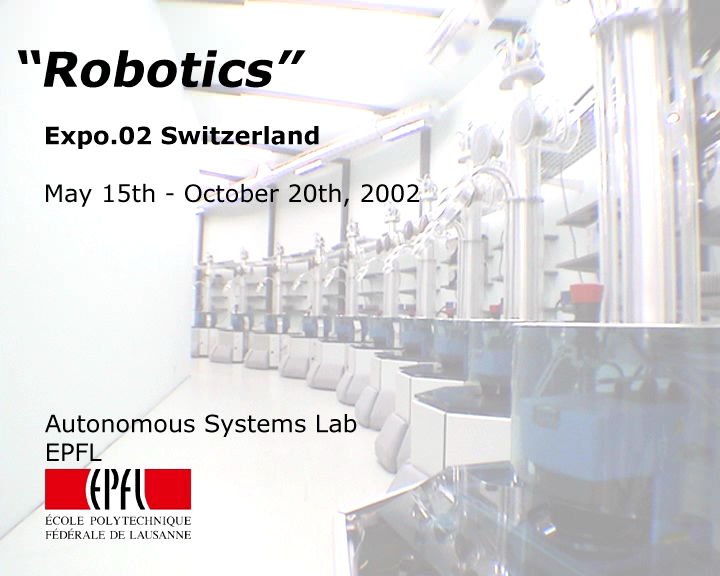 “Robotics”
Expo.02 Switzerland
May 15th - October 20th, 2002
Autonomous Systems Lab
EPFL
EPFL
ÉCOLE POLYTECHNIQUE
FÉDÉRALE DE LAUSANNE